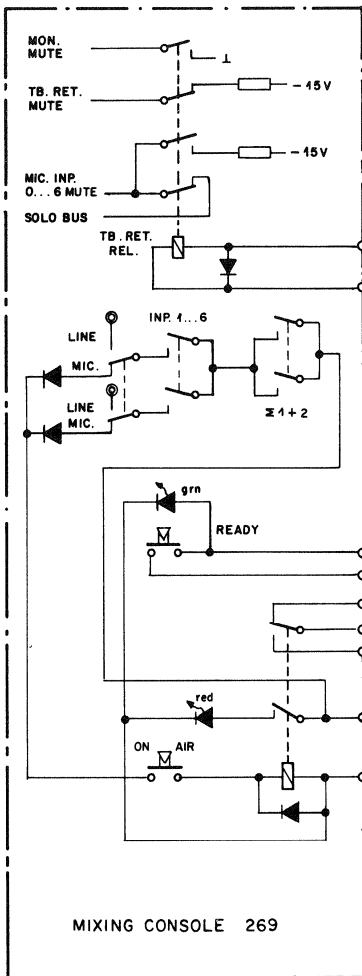 MON.
MUTE
⊥
TB. RET.
MUTE
-15V
-15V
MIC. INP.
0...6 MUTE
SOLO BUS
TB. RET.
REL.
INP. 1...6
LINE
MIC.
LINE
MIC.
Σ 1+2
grn
READY
red
ON AIR
MIXING CONSOLE 269